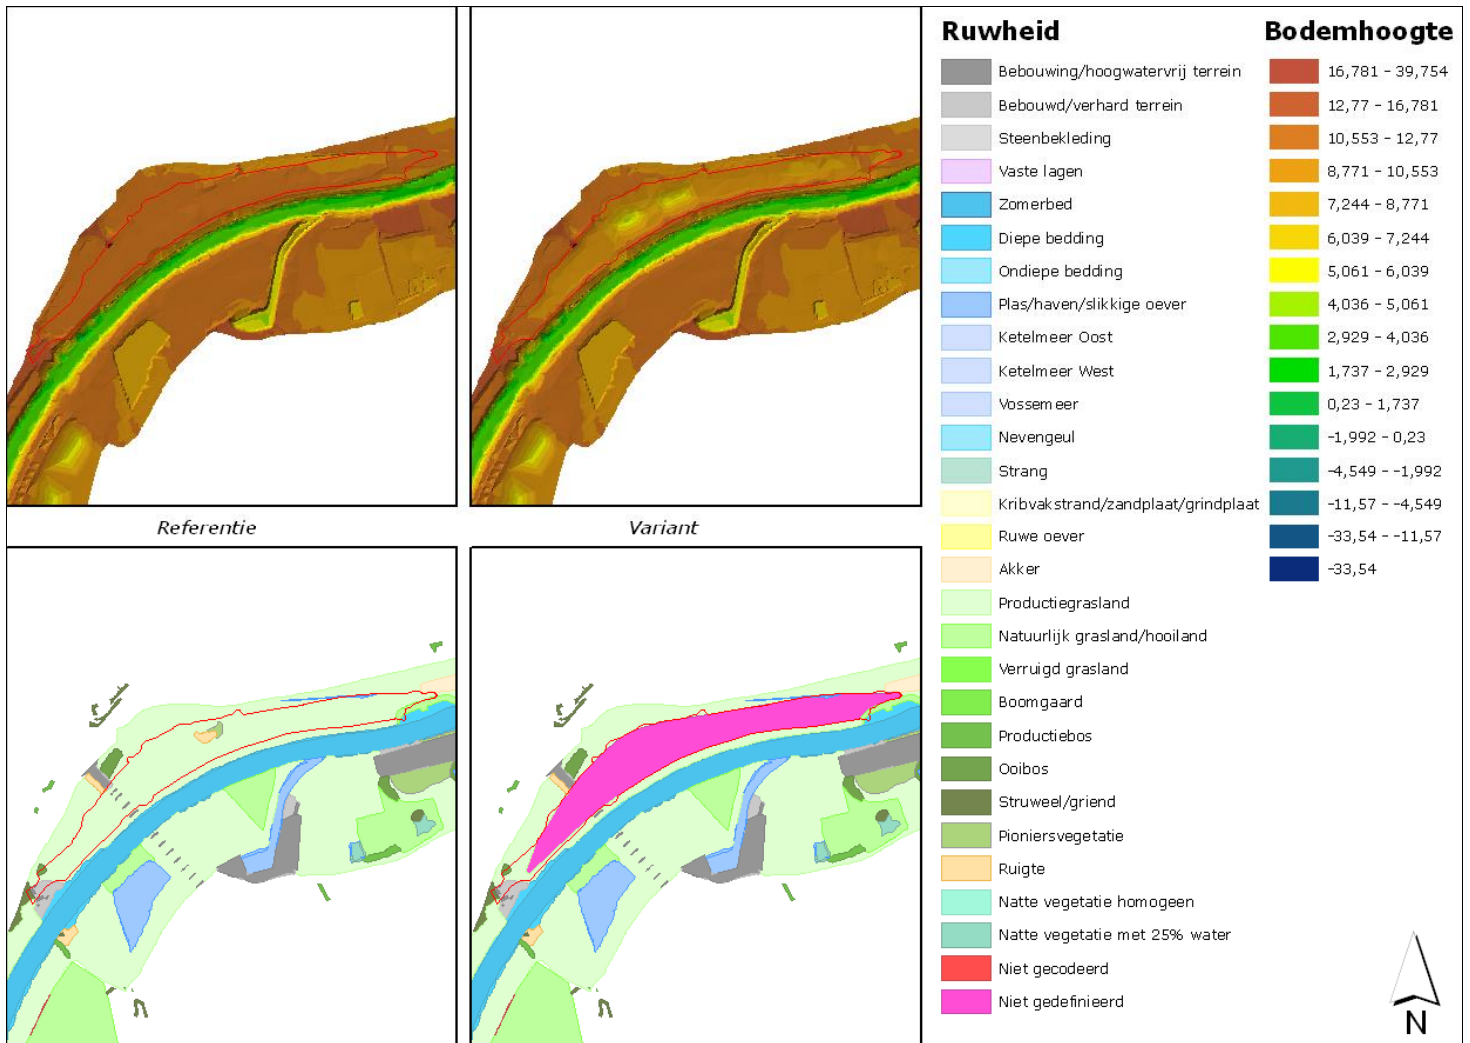 Referentie
Variant
Ruwheid
Bebouwing/hoogwatervrij terrein
Bebouwd/verhard terrein
Steenbekleding
Vaste lagen
Zomerbed
Diepe bedding
Ondiepe bedding
Plas/haven/slikkige oever
Ketelmeer Oost
Ketelmeer West
Vossemeer
Nevengeul
Strang
Kribvakstrand/zandplaat/grindplaat
Ruwe oever
Akker
Productiegrasland
Natuurlijk grasland/hooiland
Verruigd grasland
Boomgaard
Productiebos
Ooibos
Struweel/griend
Pioniersvegetatie
Ruigte
Natte vegetatie homogeen
Natte vegetatie met 25% water
Niet gecodeerd
Niet gedefinieerd
Bodemhoogte
16,781 - 39,754
12,77 - 16,781
10,553 - 12,77
8,771 - 10,553
7,244 - 8,771
6,039 - 7,244
5,061 - 6,039
4,036 - 5,061
2,929 - 4,036
1,737 - 2,929
0,23 - 1,737
-1,992 - 0,23
-4,549 - -1,992
-11,57 - -4,549
-33,54 - -11,57
-33,54
N